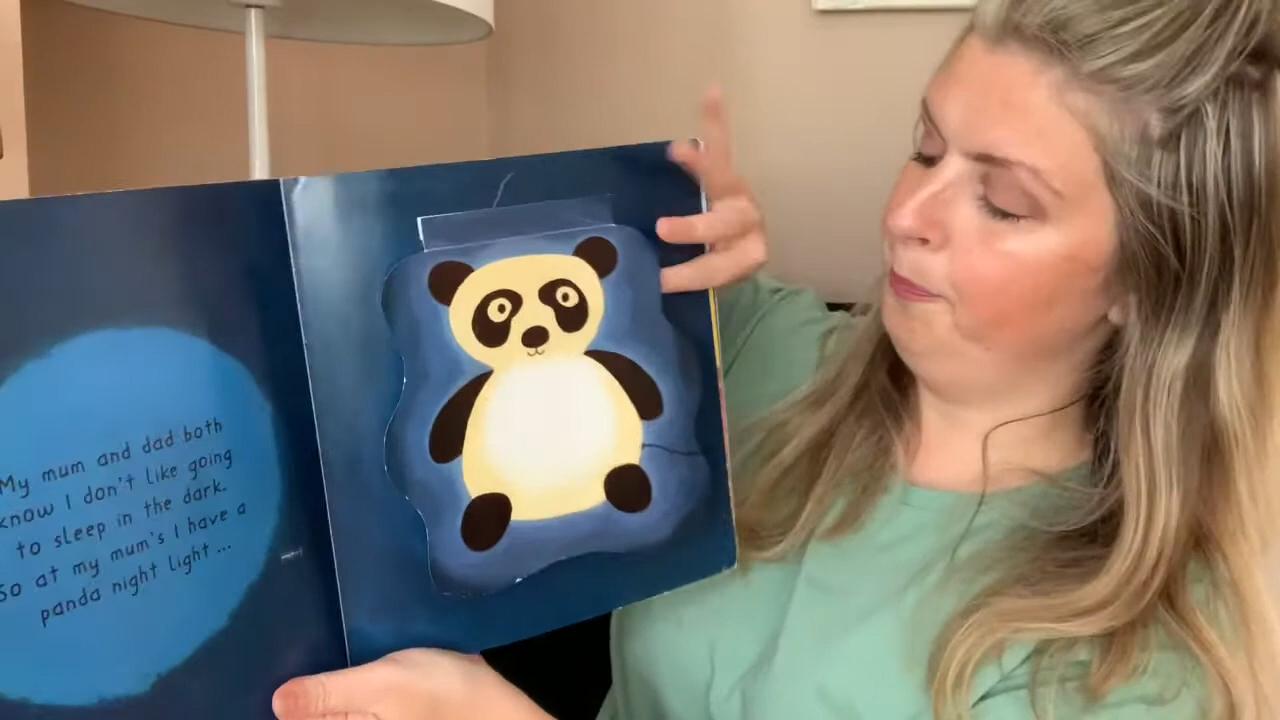 My mum and dad both
know I don't like going
to sleep in the dark.
So at my mum's I have a
panda night light ...